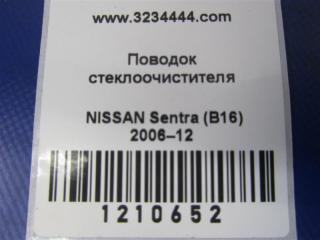 www.3234444.com
Поводок
стеклоочистителя
NISSAN Sentra (B16)
2006–12
1210652